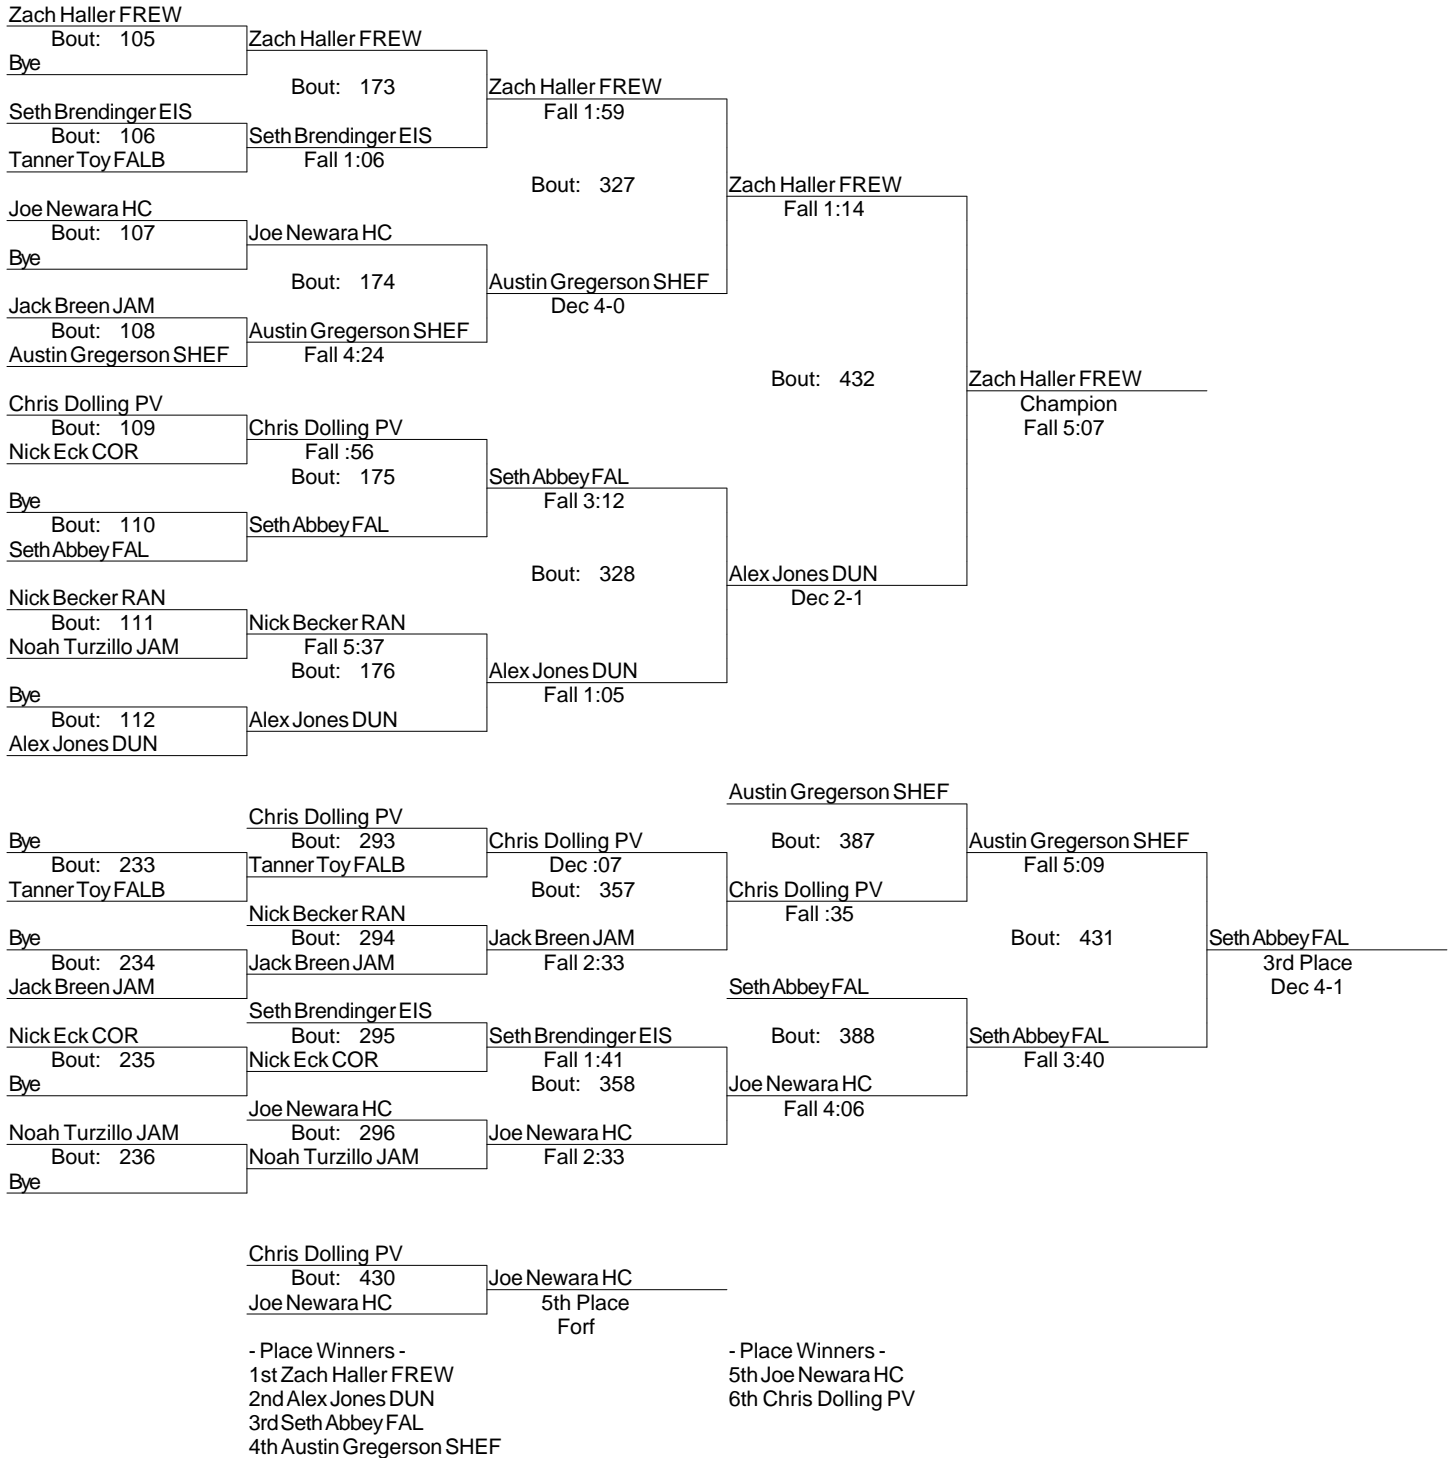 Zach Haller FREW
Bout: 105
Bye
Zach Haller FREW
Bout: 173
Seth Brendinger EIS
Bout: 106
Tanner Toy FALB
Seth Brendinger EIS
Fall 1:06
Zach Haller FREW
Fall 1:59
Bout: 327
Joe Newara HC
Bout: 107
Bye
Joe Newara HC
Bout: 174
Jack Breen JAM
Bout: 108
Austin Gregerson SHEF
Austin Gregerson SHEF
Fall 4:24
Austin Gregerson SHEF
Dec 4-0
Zach Haller FREW
Fall 1:14
Bout: 432
Chris Dolling PV
Bout: 109
Nick Eck COR
Chris Dolling PV
Fall :56
Bout: 175
Bye
Bout: 110
Seth Abbey FAL
Seth Abbey FAL
Seth Abbey FAL
Fall 3:12
Bout: 328
Nick Becker RAN
Bout: 111
Noah Turzillo JAM
Nick Becker RAN
Fall 5:37
Bout: 176
Bye
Bout: 112
Alex Jones DUN
Alex Jones DUN
Alex Jones DUN
Fall 1:05
Alex Jones DUN
Dec 2-1
Zach Haller FREW
Champion
Fall 5:07
Bye
Bout: 233
Tanner Toy FALB
Chris Dolling PV
Bout: 293
Tanner Toy FALB
Chris Dolling PV
Dec :07
Bout: 357
Bye
Bout: 234
Jack Breen JAM
Nick Becker RAN
Bout: 294
Jack Breen JAM
Jack Breen JAM
Fall 2:33
Austin Gregerson SHEF
Bout: 387
Chris Dolling PV
Fall :35
Austin Gregerson SHEF
Fall 5:09
Bout: 431
Nick Eck COR
Bout: 235
Bye
Seth Brendinger EIS
Bout: 295
Nick Eck COR
Seth Brendinger EIS
Fall 1:41
Bout: 358
Noah Turzillo JAM
Bout: 236
Bye
Joe Newara HC
Bout: 296
Noah Turzillo JAM
Joe Newara HC
Fall 2:33
Seth Abbey FAL
Bout: 388
Joe Newara HC
Fall 4:06
Seth Abbey FAL
Fall 3:40
Seth Abbey FAL
3rd Place
Dec 4-1
Chris Dolling PV
Bout: 430
Joe Newara HC
Joe Newara HC
5th Place
Forf
- Place Winners -
1st Zach Haller FREW
2nd Alex Jones DUN
3rd Seth Abbey FAL
4th Austin Gregerson SHEF
- Place Winners -
5th Joe Newara HC
6th Chris Dolling PV